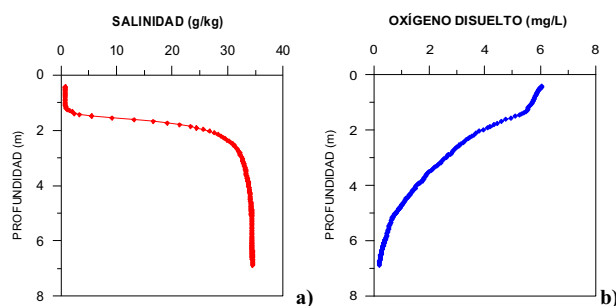 SALINIDAD (g/kg)
0 10 20 30 40
0
2
4
6
8
PROFUNDIDAD (m)
a)
OXÍGENO DISUELTO (mg/L)
0 2 4 6 8
0
2
4
6
8
PROFUNDIDAD (m)
b)